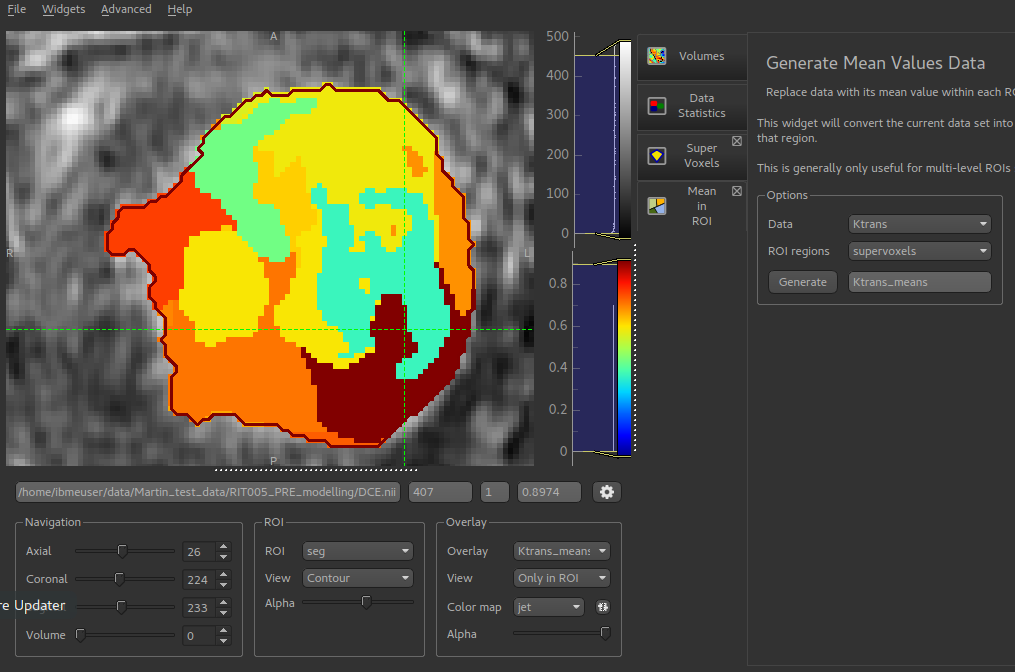 File Widgets Advanced Help
A
R
L
P
500
400
300
200
100
0
0.8
0.6
0.4
0.2
0
Volumes
Data
Statistics
Super
Voxels
Mean
in
ROI
Generate Mean Values Data
Replace data with its mean value within each RO
This widget will convert the current data set into
that region.
This is generally only useful for multi-level ROIs
Options
Data Ktrans
ROI regions supervoxels
Generate Ktrans_means
/home/ibmeuser/data/Martin_test_data/RIT005_PRE_modelling/DCE.nii 407 1 0.8974
Navigation
Axial 26
Coronal 224
re Updater 233
Volume 0
ROI
ROI seg
View Contour
Alpha
Overlay
Overlay Ktrans_means
View Only in ROI
Color map jet
Alpha